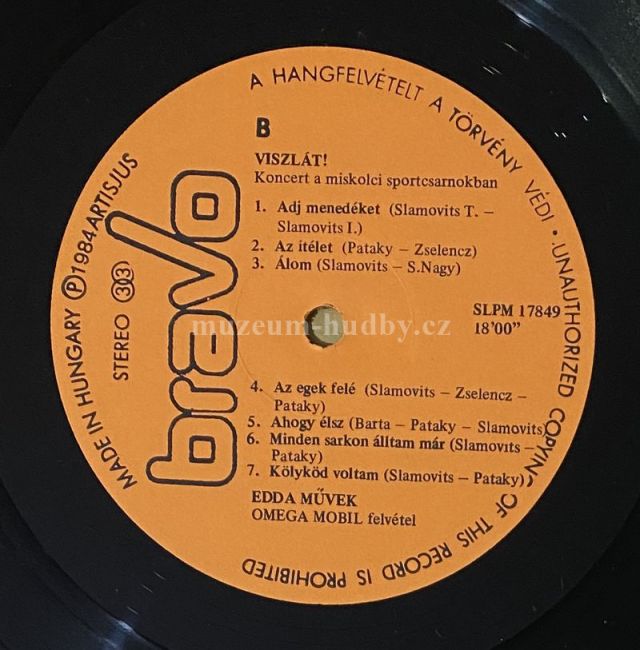 A HANGFELVÉTELT A TÖRVÉNY VÉDI • UNAUTHORIZED COPYIN' OF THIS RECORD IS PROHIBITED
MADE IN HUNGARY Ⓟ 1984 ARTISJUS
STEREO 33
bravo
B
VISZLÁT!
Koncert a miskolci sportcsarnokban
1. Adj menedéket (Slamovits T. –
Slamovits I.)
2. Az ítélet (Pataky – Zselencz)
3. Álom (Slamovits – S.Nagy)
SLPM 17849
18'00"
muzeum-hudby.cz
4. Az egek felé (Slamovits – Zselencz –
Pataky)
5. Ahogy élsz (Barta – Pataky – Slamovits)
6. Minden sarkon álltam már (Slamovits –
Pataky)
7. Kölyköd voltam (Slamovits – Pataky)
EDDA MŰVEK
OMEGA MOBIL felvétel